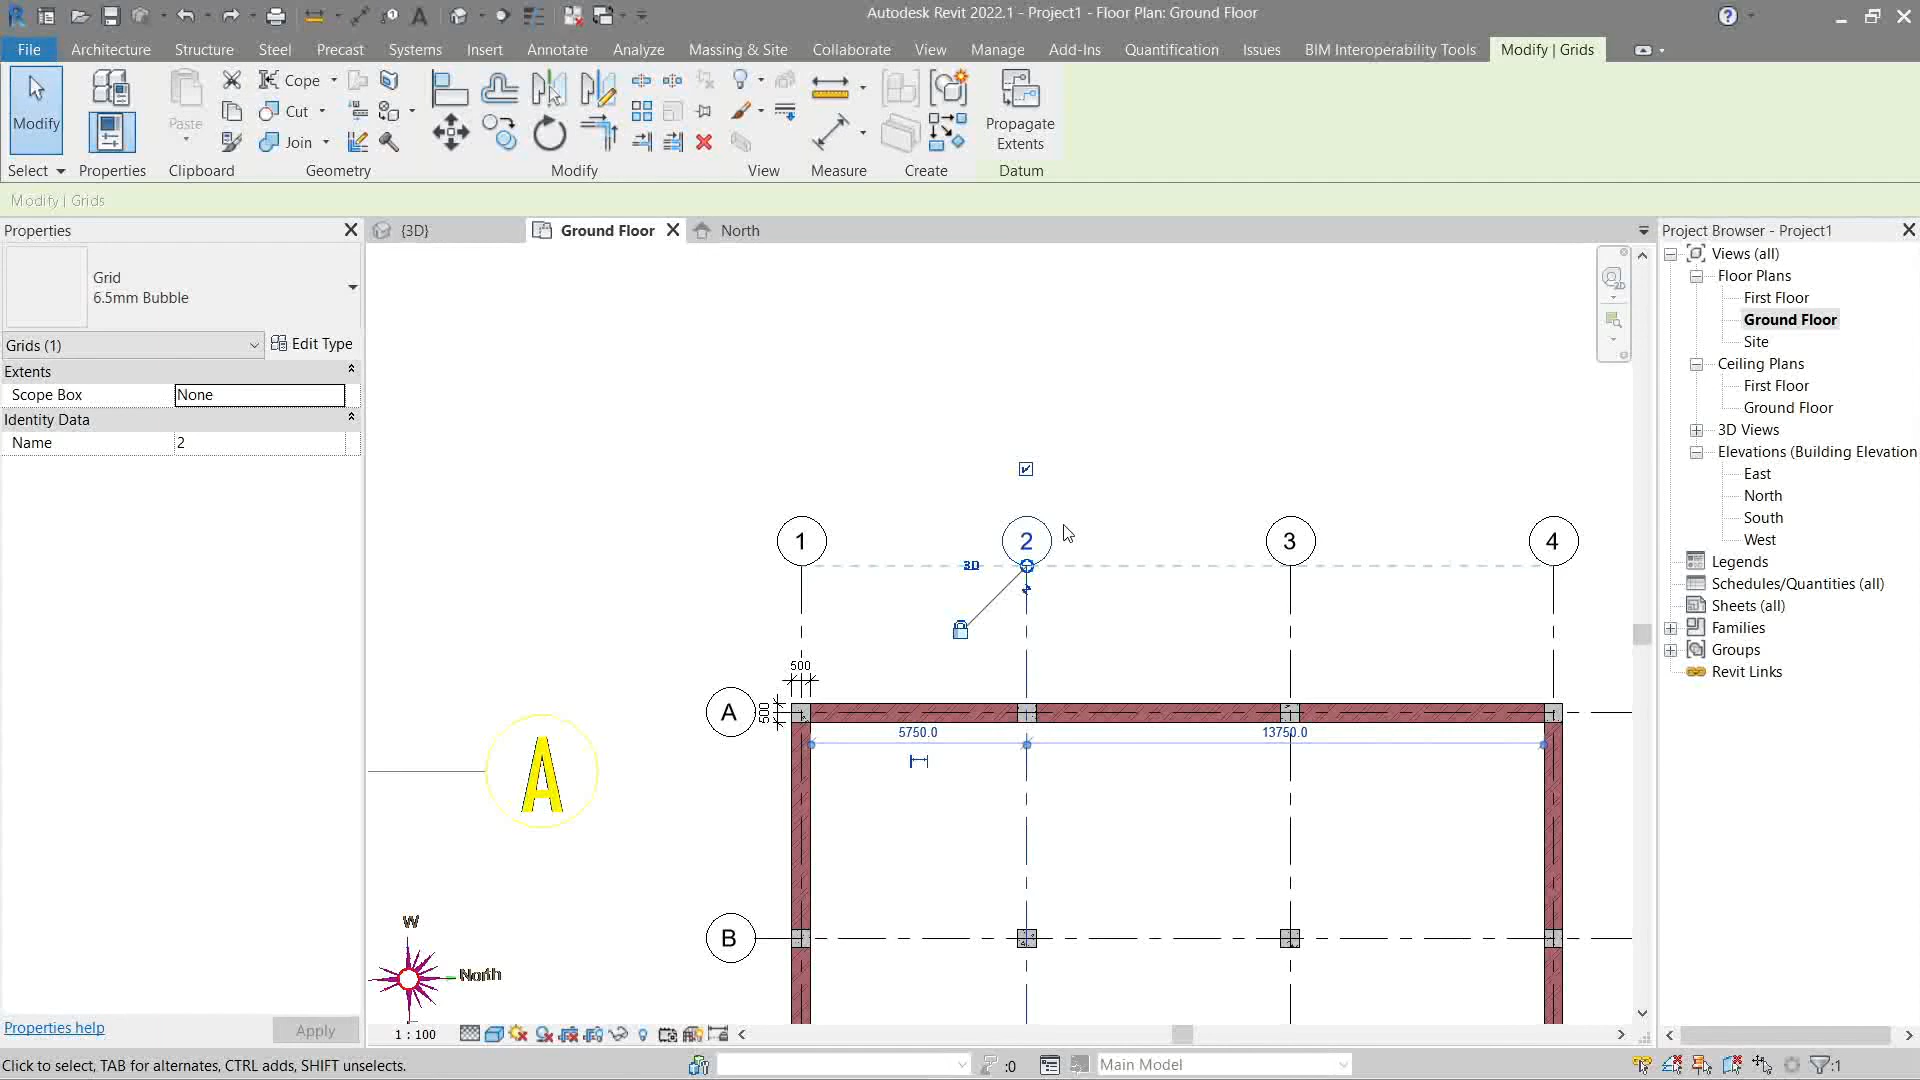 Autodesk Revit 2022.1 - Project1 - Floor Plan: Ground Floor
File Architecture Structure Steel Precast Systems Insert Annotate Analyze Massing & Site Collaborate View Manage Add-Ins Quantification Issues BIM Interoperability Tools Modify | Grids
Modify
Paste
Cope
Cut
Join
Propagate
Extents
Select Properties Clipboard Geometry Modify View Measure Create Datum
Modify | Grids
Properties
{3D}
Ground Floor
North
Project Browser - Project1
Grid
6.5mm Bubble
Grids (1)
Edit Type
Extents
Scope Box None
Identity Data
Name 2
Views (all)
Floor Plans
First Floor
Ground Floor
Site
Ceiling Plans
First Floor
Ground Floor
3D Views
Elevations (Building Elevation
East
North
South
West
Legends
Schedules/Quantities (all)
Sheets (all)
Families
Groups
Revit Links
2D
1 2 3 4
3D
500
A
500
5750.0 13750.0
A
B
W
North
Properties help
Apply
1 : 100
Click to select, TAB for alternates, CTRL adds, SHIFT unselects.
:0
Main Model
:1